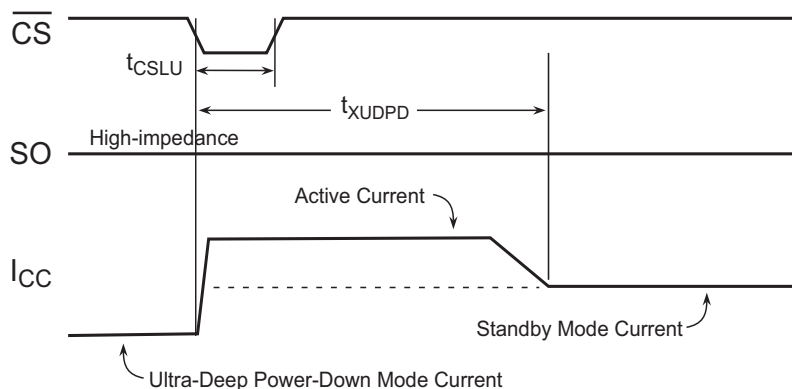 CS
tCSLU
tXUDPD
High-impedance
SO
Active Current
ICC
Standby Mode Current
Ultra-Deep Power-Down Mode Current